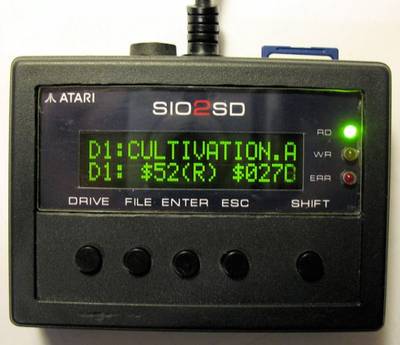 ATARI
SIO2SD
RD
D1:CULTIVATION.A
WR
D1: $52(R) $027D
ERR
DRIVE FILE ENTER ESC SHIFT